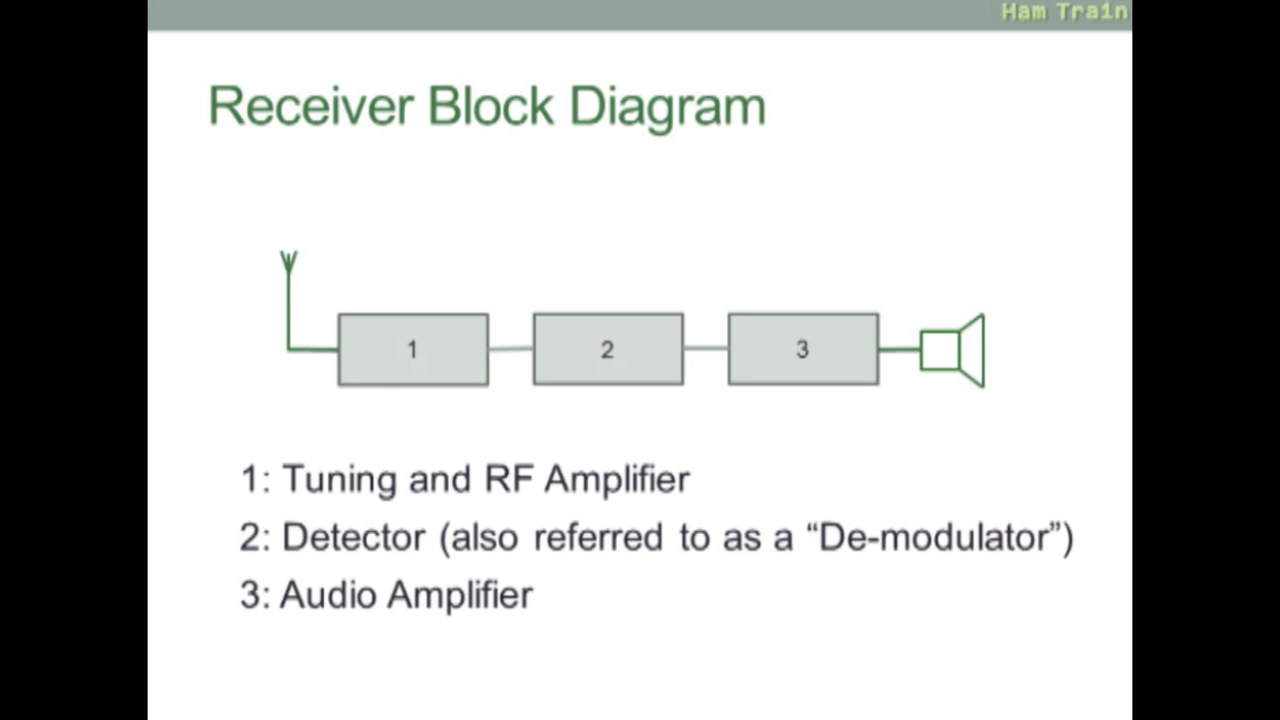 Ham Train
Receiver Block Diagram
1 2 3
1: Tuning and RF Amplifier
2: Detector (also referred to as a “De-modulator”)
3: Audio Amplifier